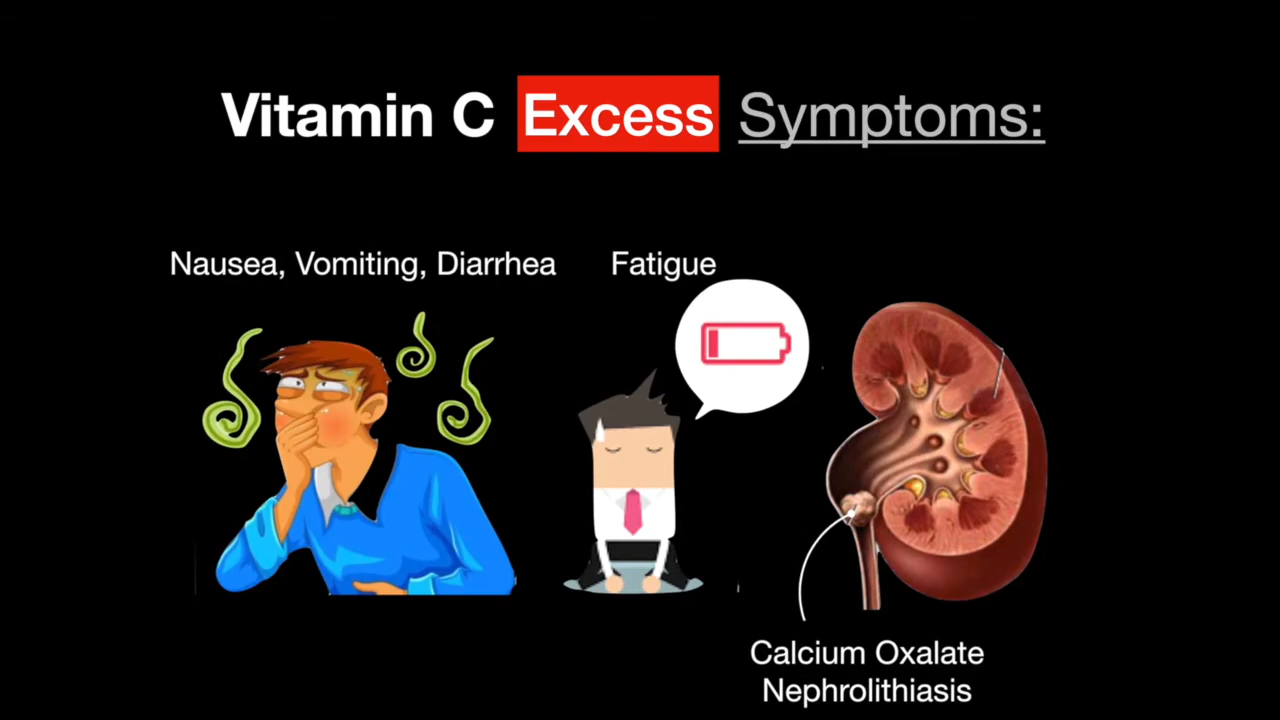 Vitamin C Excess Symptoms:
Nausea, Vomiting, Diarrhea
Fatigue
Calcium Oxalate
Nephrolithiasis